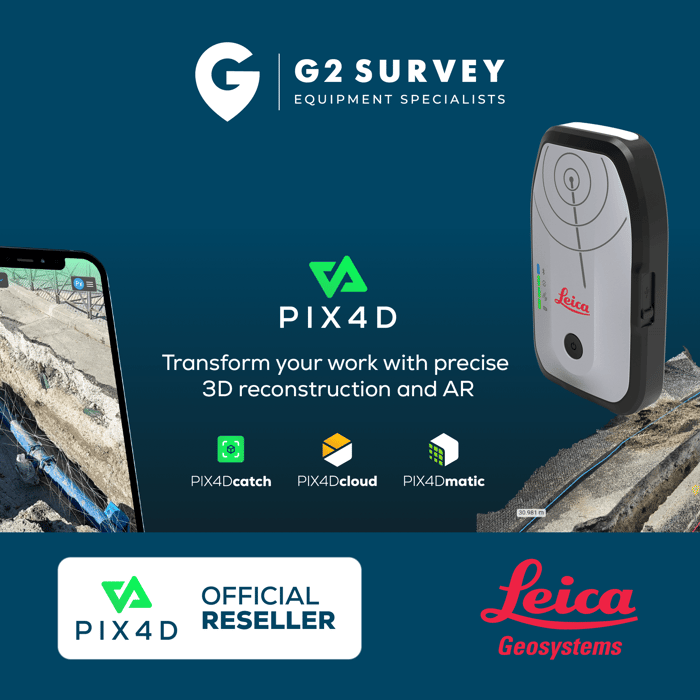 G2 SURVEY
EQUIPMENT SPECIALISTS
Leica
PIX4D
Transform your work with precise
3D reconstruction and AR
PIX4Dcatch
PIX4Dcloud
PIX4Dmatic
30.981 m
PIX4D
OFFICIAL
RESELLER
Leica
Geosystems